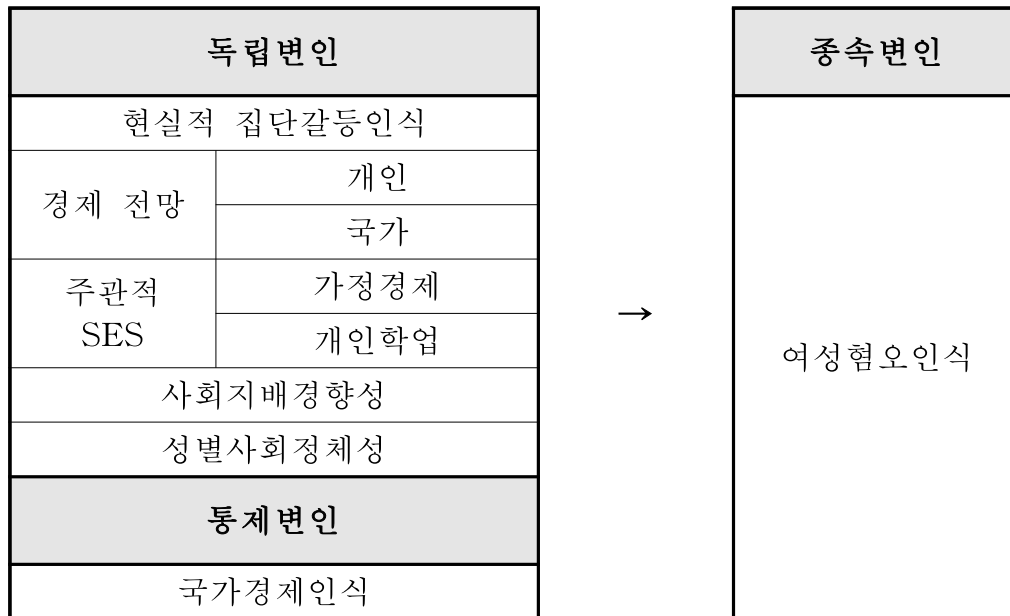 독립변인
현실적 집단갈등인식
경제 전망
개인
국가
주관적
SES
가정경제
개인학업
사회지배경향성
성별사회정체성
통제변인
국가경제인식
→
종속변인
여성혐오인식